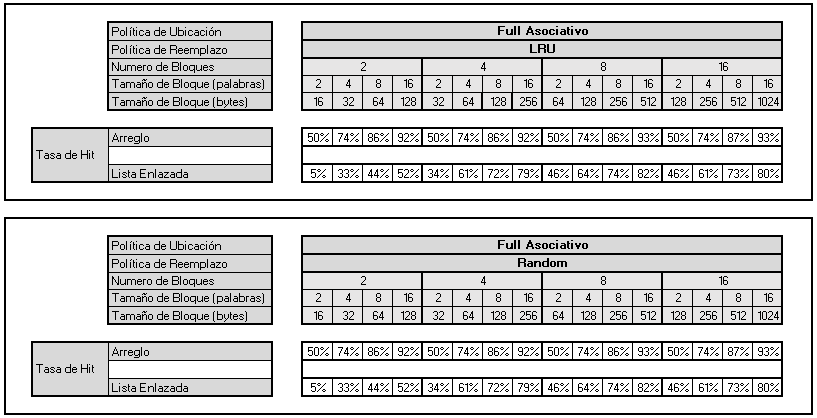 Política de Ubicación Full Asociativo
Política de Reemplazo LRU
Numero de Bloques 2 4 8 16
Tamaño de Bloque (palabras) 2 4 8 16 2 4 8 16 2 4 8 16 2 4 8 16
Tamaño de Bloque (bytes) 16 32 64 128 32 64 128 256 64 128 256 512 128 256 512 1024
Arreglo 50% 74% 86% 92% 50% 74% 86% 92% 50% 74% 86% 93% 50% 74% 87% 93%
Tasa de Hit
Lista Enlazada 5% 33% 44% 52% 34% 61% 72% 79% 46% 64% 74% 82% 46% 61% 73% 80%
Política de Ubicación Full Asociativo
Política de Reemplazo Random
Numero de Bloques 2 4 8 16
Tamaño de Bloque (palabras) 2 4 8 16 2 4 8 16 2 4 8 16 2 4 8 16
Tamaño de Bloque (bytes) 16 32 64 128 32 64 128 256 64 128 256 512 128 256 512 1024
Arreglo 50% 74% 86% 92% 50% 74% 86% 92% 50% 74% 86% 93% 50% 74% 87% 93%
Tasa de Hit
Lista Enlazada 5% 33% 44% 52% 34% 61% 72% 79% 46% 64% 74% 82% 46% 61% 73% 80%